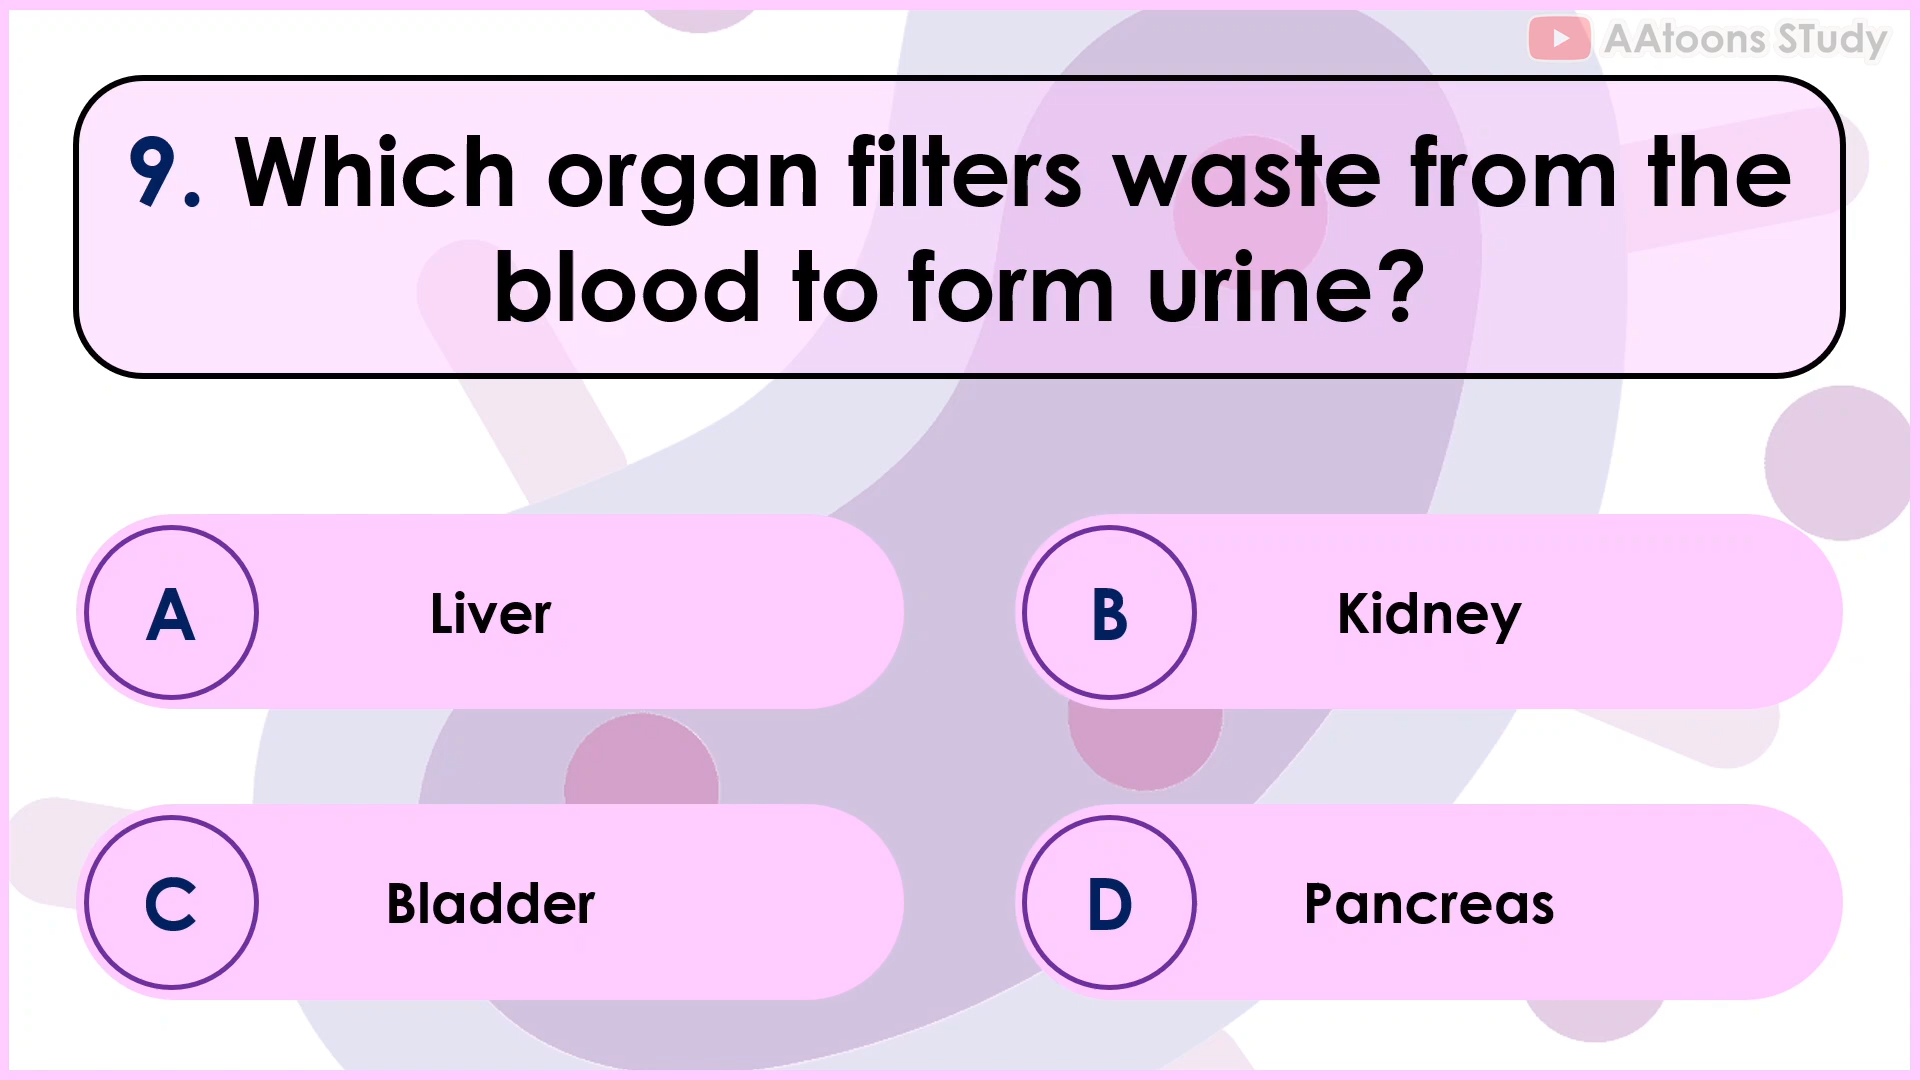 AAtoons STudy
9. Which organ filters waste from the
blood to form urine?
A Liver
B Kidney
C Bladder
D Pancreas